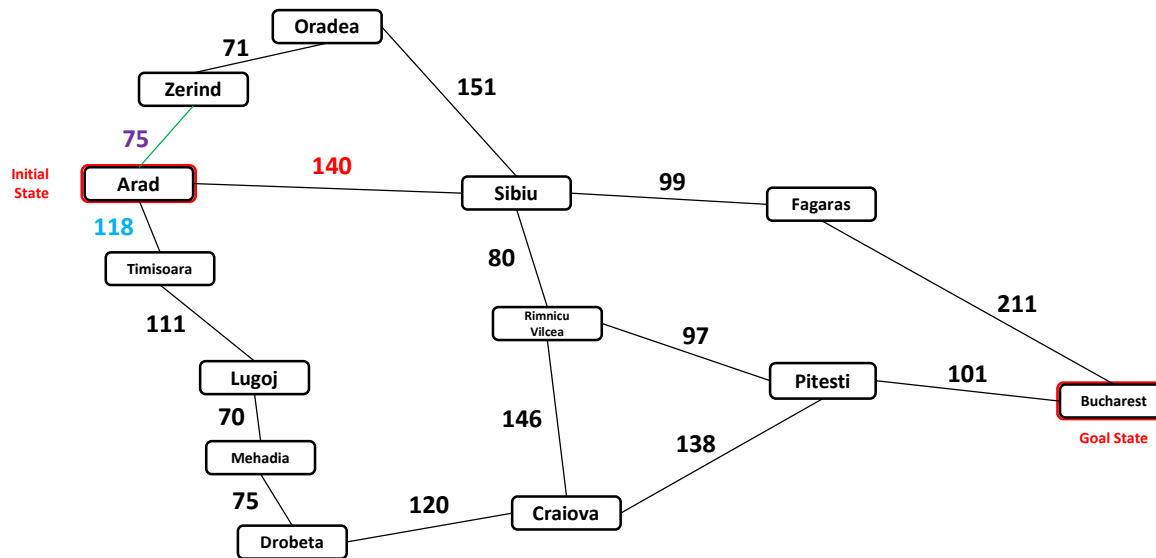 Oradea
71
Zerind
151
75
Initial
State
Arad
140
Sibiu
99
Fagaras
118
Timisoara
80
111
Rimnicu
Vilcea
97
211
Lugoj
Pitesti
101
Bucharest
70
146
138
Goal State
Mehadia
75
120
Craiova
Drobeta